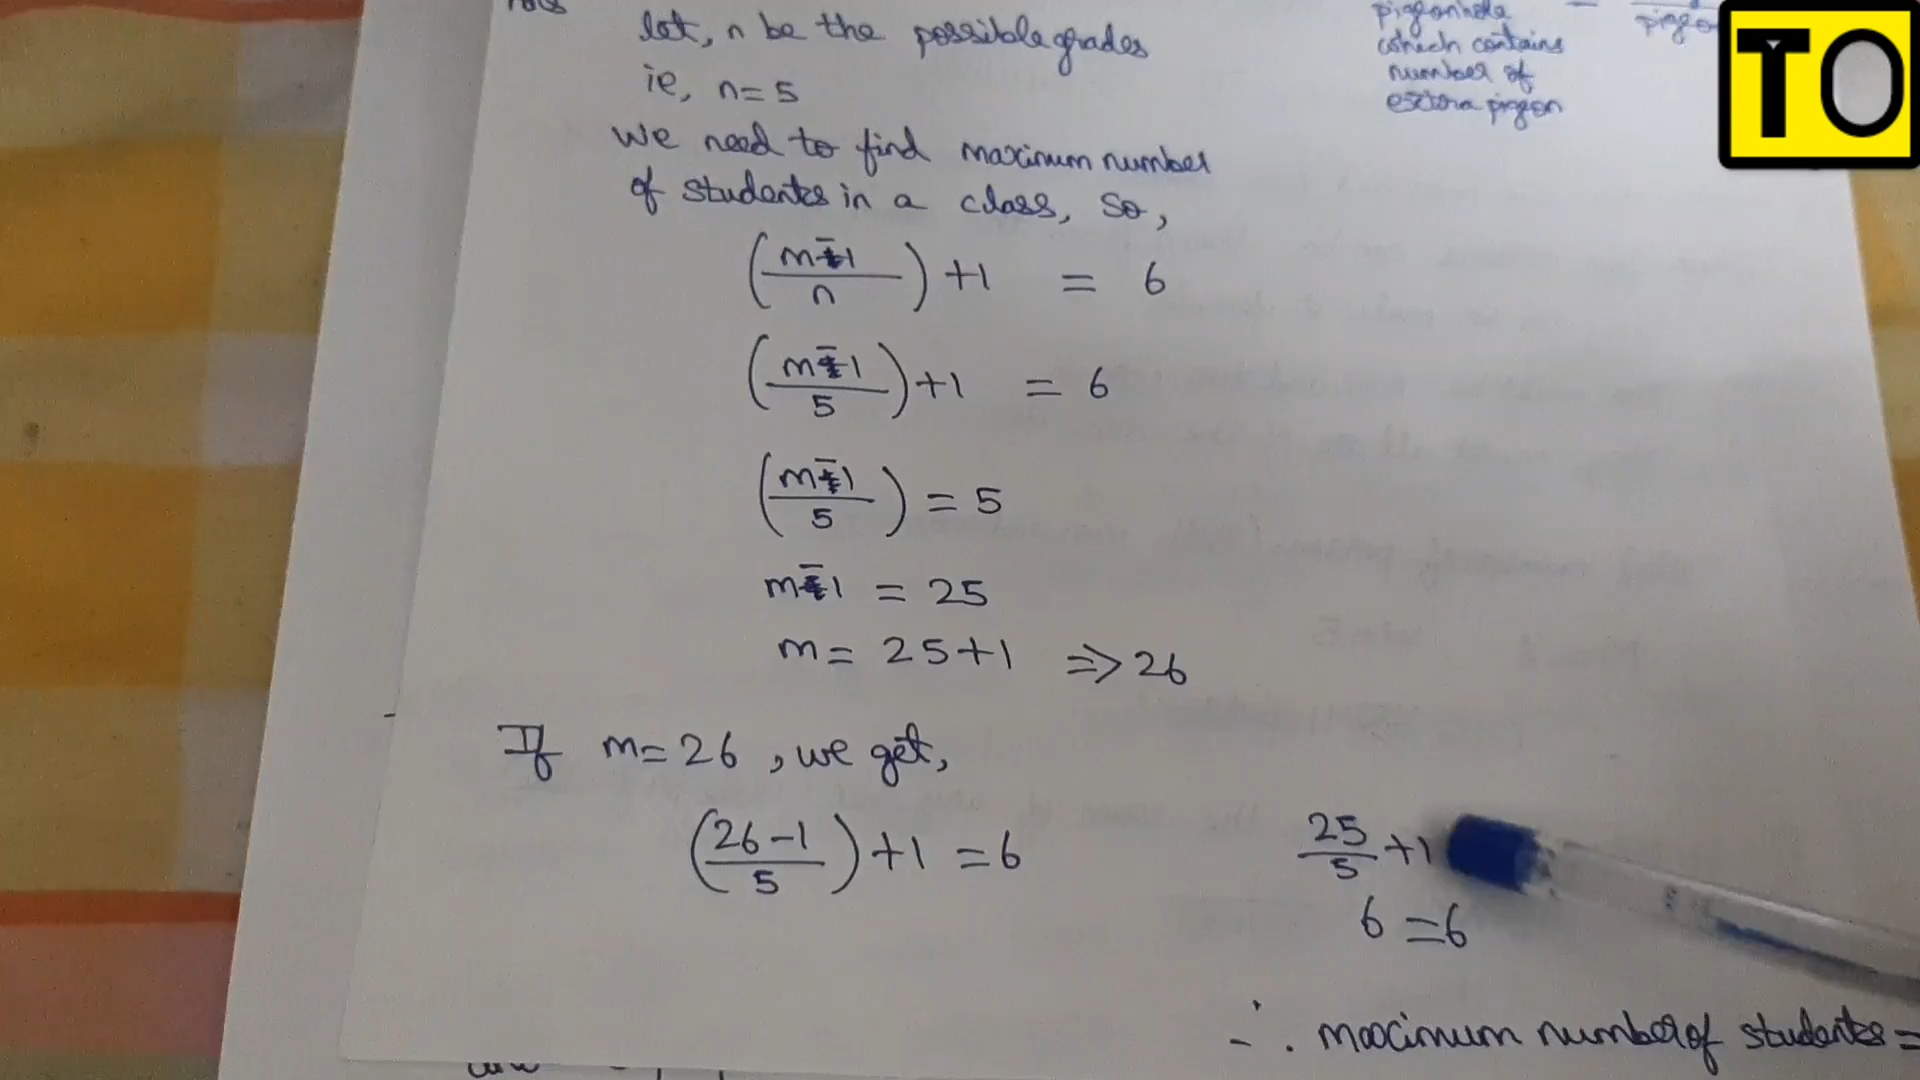 let, n be the possible grades
ie, n=5
we need to find maximum number
of students in a class, so,
(m-1/n) +1 = 6
(m-1/5) +1 = 6
(m-1/5) = 5
m-1 = 25
m= 25+1 => 26
If m=26, we get,
(26-1/5) +1 =6
25/5 +1
6 =6
∴ maximum number of students =
pigeonhole
which contains
number of
extra pigeon
TO